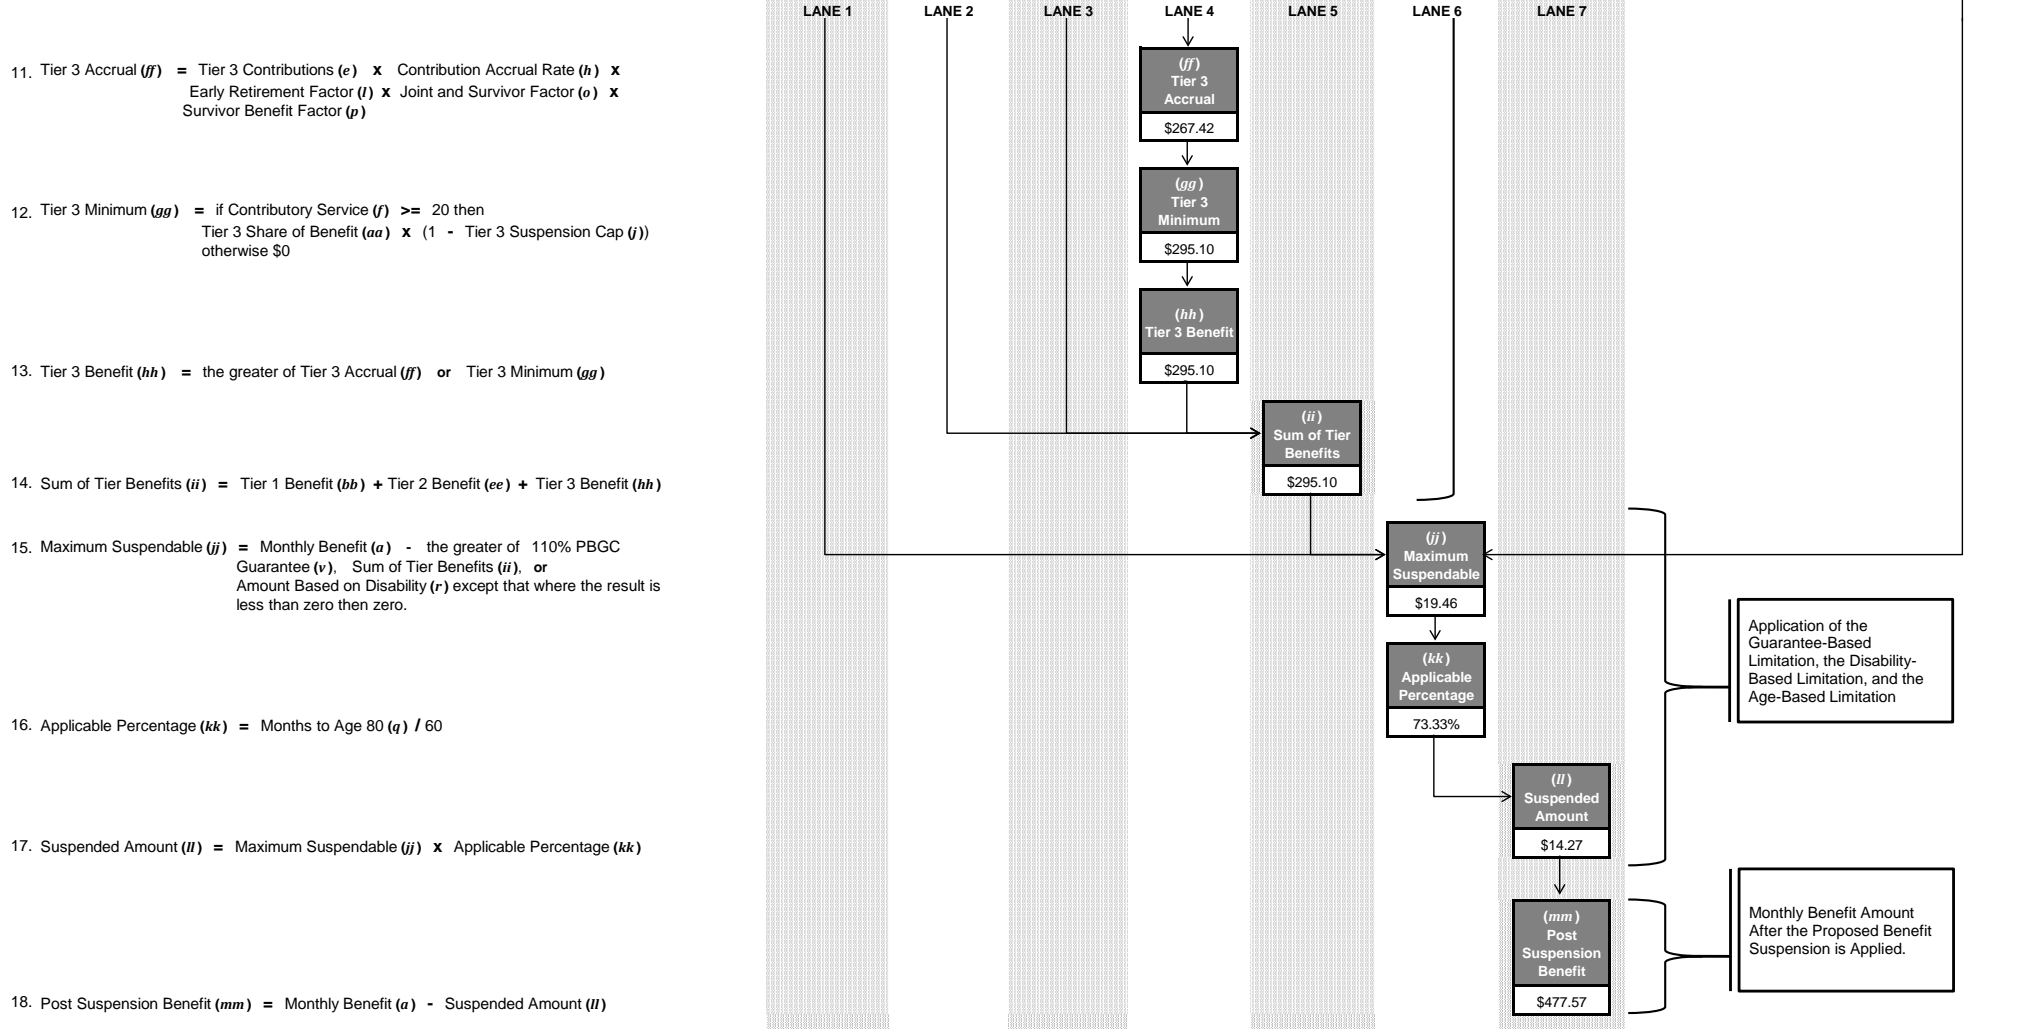 LANE 1 LANE 2 LANE 3 LANE 4 LANE 5 LANE 6 LANE 7
11. Tier 3 Accrual (ff) = Tier 3 Contributions (e) x Contribution Accrual Rate (h) x
Early Retirement Factor (l) x Joint and Survivor Factor (o) x
Survivor Benefit Factor (p)
(ff)
Tier 3
Accrual
$267.42
12. Tier 3 Minimum (gg) = if Contributory Service (f) >= 20 then
Tier 3 Share of Benefit (aa) x (1 - Tier 3 Suspension Cap (j))
otherwise $0
(gg)
Tier 3
Minimum
$295.10
13. Tier 3 Benefit (hh) = the greater of Tier 3 Accrual (ff) or Tier 3 Minimum (gg)
(hh)
Tier 3 Benefit
$295.10
14. Sum of Tier Benefits (ii) = Tier 1 Benefit (bb) + Tier 2 Benefit (ee) + Tier 3 Benefit (hh)
(ii)
Sum of Tier
Benefits
$295.10
15. Maximum Suspendable (jj) = Monthly Benefit (a) - the greater of 110% PBGC
Guarantee (v), Sum of Tier Benefits (ii), or
Amount Based on Disability (r) except that where the result is
less than zero then zero.
(jj)
Maximum
Suspendable
$19.46
16. Applicable Percentage (kk) = Months to Age 80 (q) / 60
(kk)
Applicable
Percentage
73.33%
Application of the
Guarantee-Based
Limitation, the Disability-
Based Limitation, and the
Age-Based Limitation
17. Suspended Amount (ll) = Maximum Suspendable (jj) x Applicable Percentage (kk)
(ll)
Suspended
Amount
$14.27
18. Post Suspension Benefit (mm) = Monthly Benefit (a) - Suspended Amount (ll)
(mm)
Post
Suspension
Benefit
$477.57
Monthly Benefit Amount
After the Proposed Benefit
Suspension is Applied.